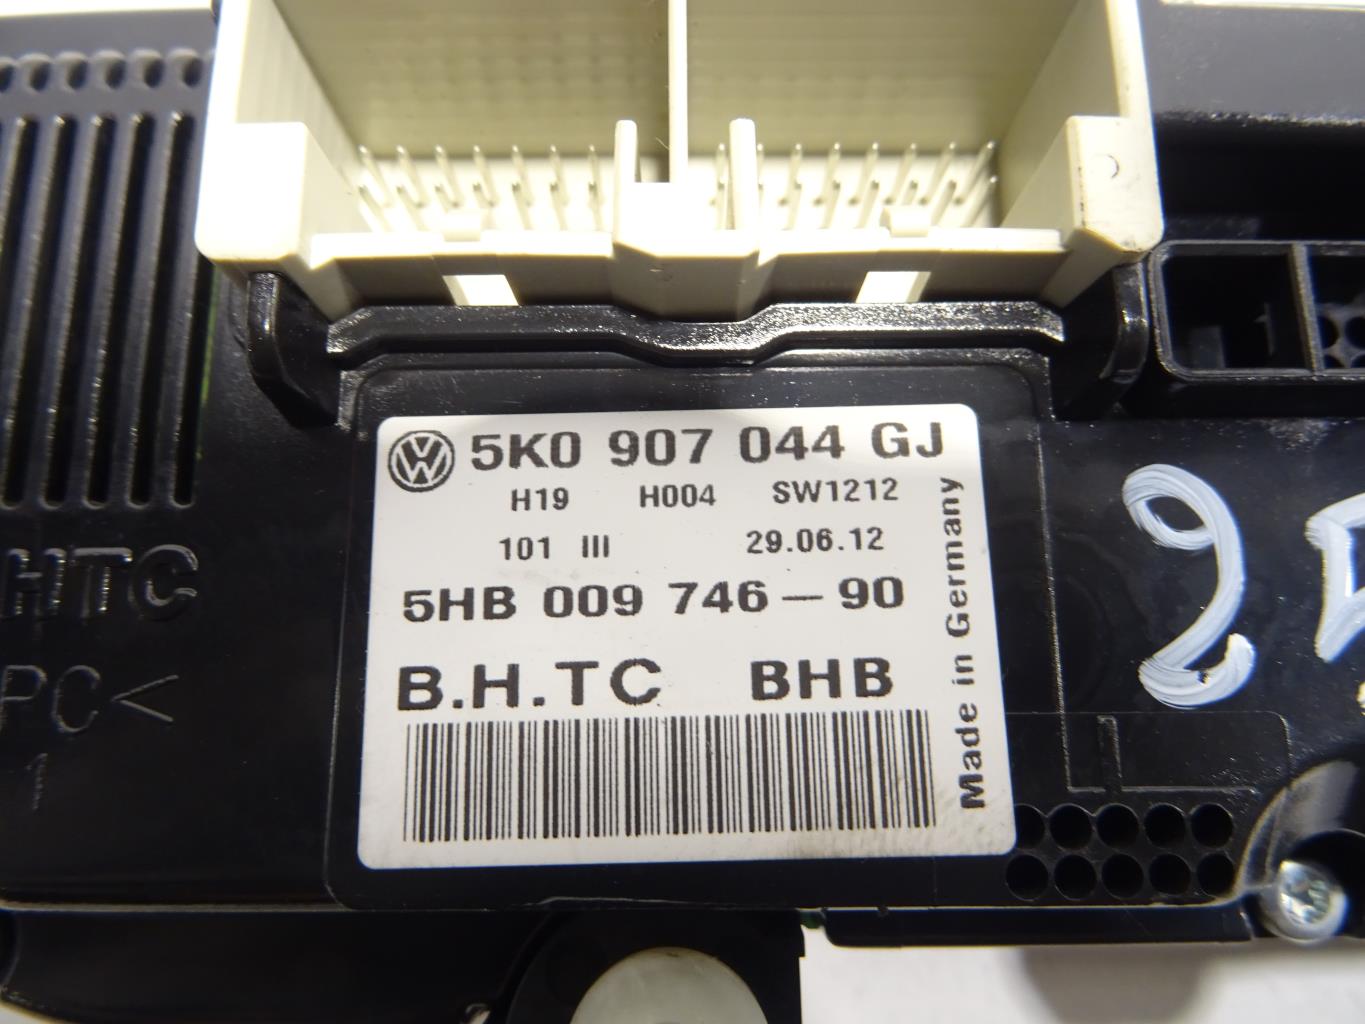 5K0 907 044 GJ
H19 H004 SW1212
101 III 29.06.12
5HB 009 746-90
B.H.TC BHB
Made in Germany
HTC
PC<
1